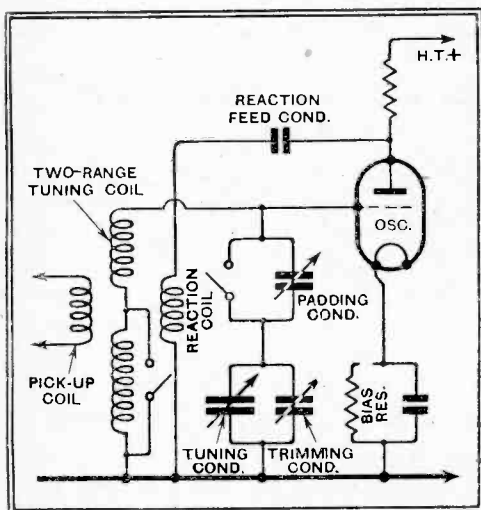 H.T.+
REACTION
FEED COND.
TWO-RANGE
TUNING COIL
OSC.
REACTION
COIL
PADDING
COND.
PICK-UP
COIL
TUNING
COND.
TRIMMING
COND.
BIAS
RES.